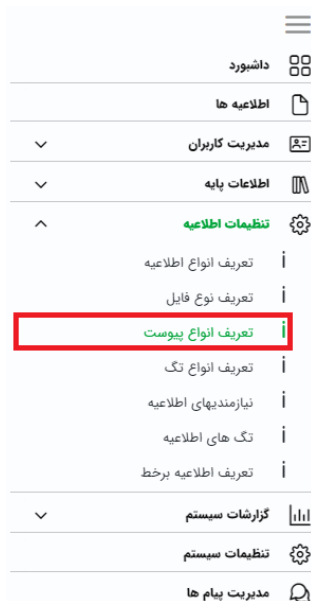 داشبورد
اطلاعیه ها
مدیریت کاربران
اطلاعات پایه
تنظیمات اطلاعیه
تعریف انواع اطلاعیه
تعریف نوع فایل
تعریف انواع پیوست
تعریف انواع تگ
نیازمندیهای اطلاعیه
تگ های اطلاعیه
تعریف اطلاعیه برخط
گزارشات سیستم
تنظیمات سیستم
مدیریت پیام ها